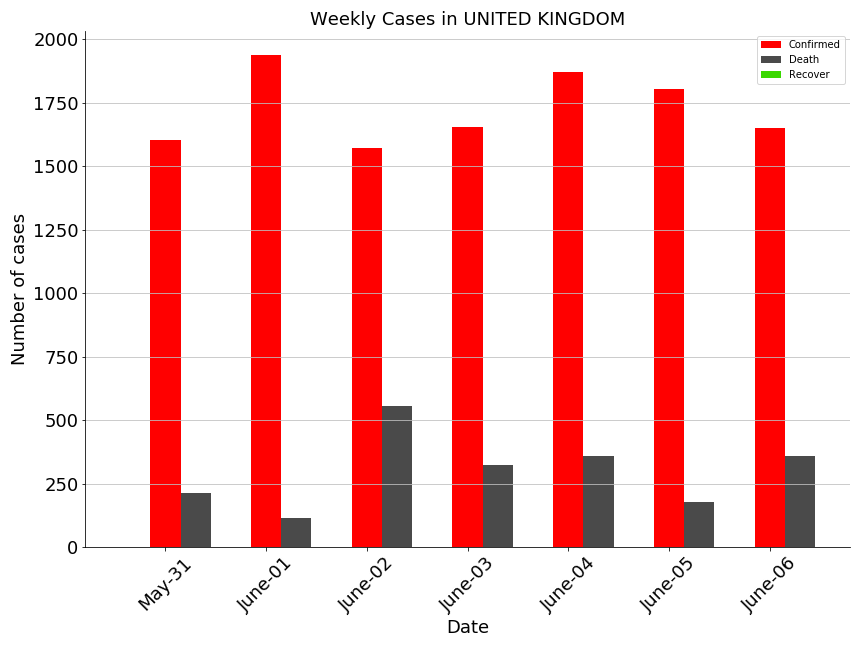 Weekly Cases in UNITED KINGDOM
Confirmed
Death
Recover
Number of cases
2000
1750
1500
1250
1000
750
500
250
0
May-31
June-01
June-02
June-03
June-04
June-05
June-06
Date